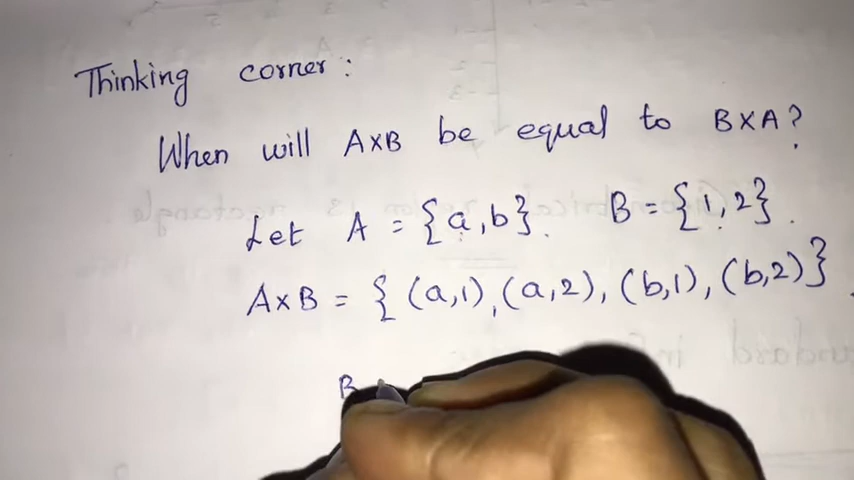 Thinking corner :
When will A×B be equal to B×A?
Let A = {a,b}. B = {1,2}.
A×B = { (a,1), (a,2), (b,1), (b,2)}
B